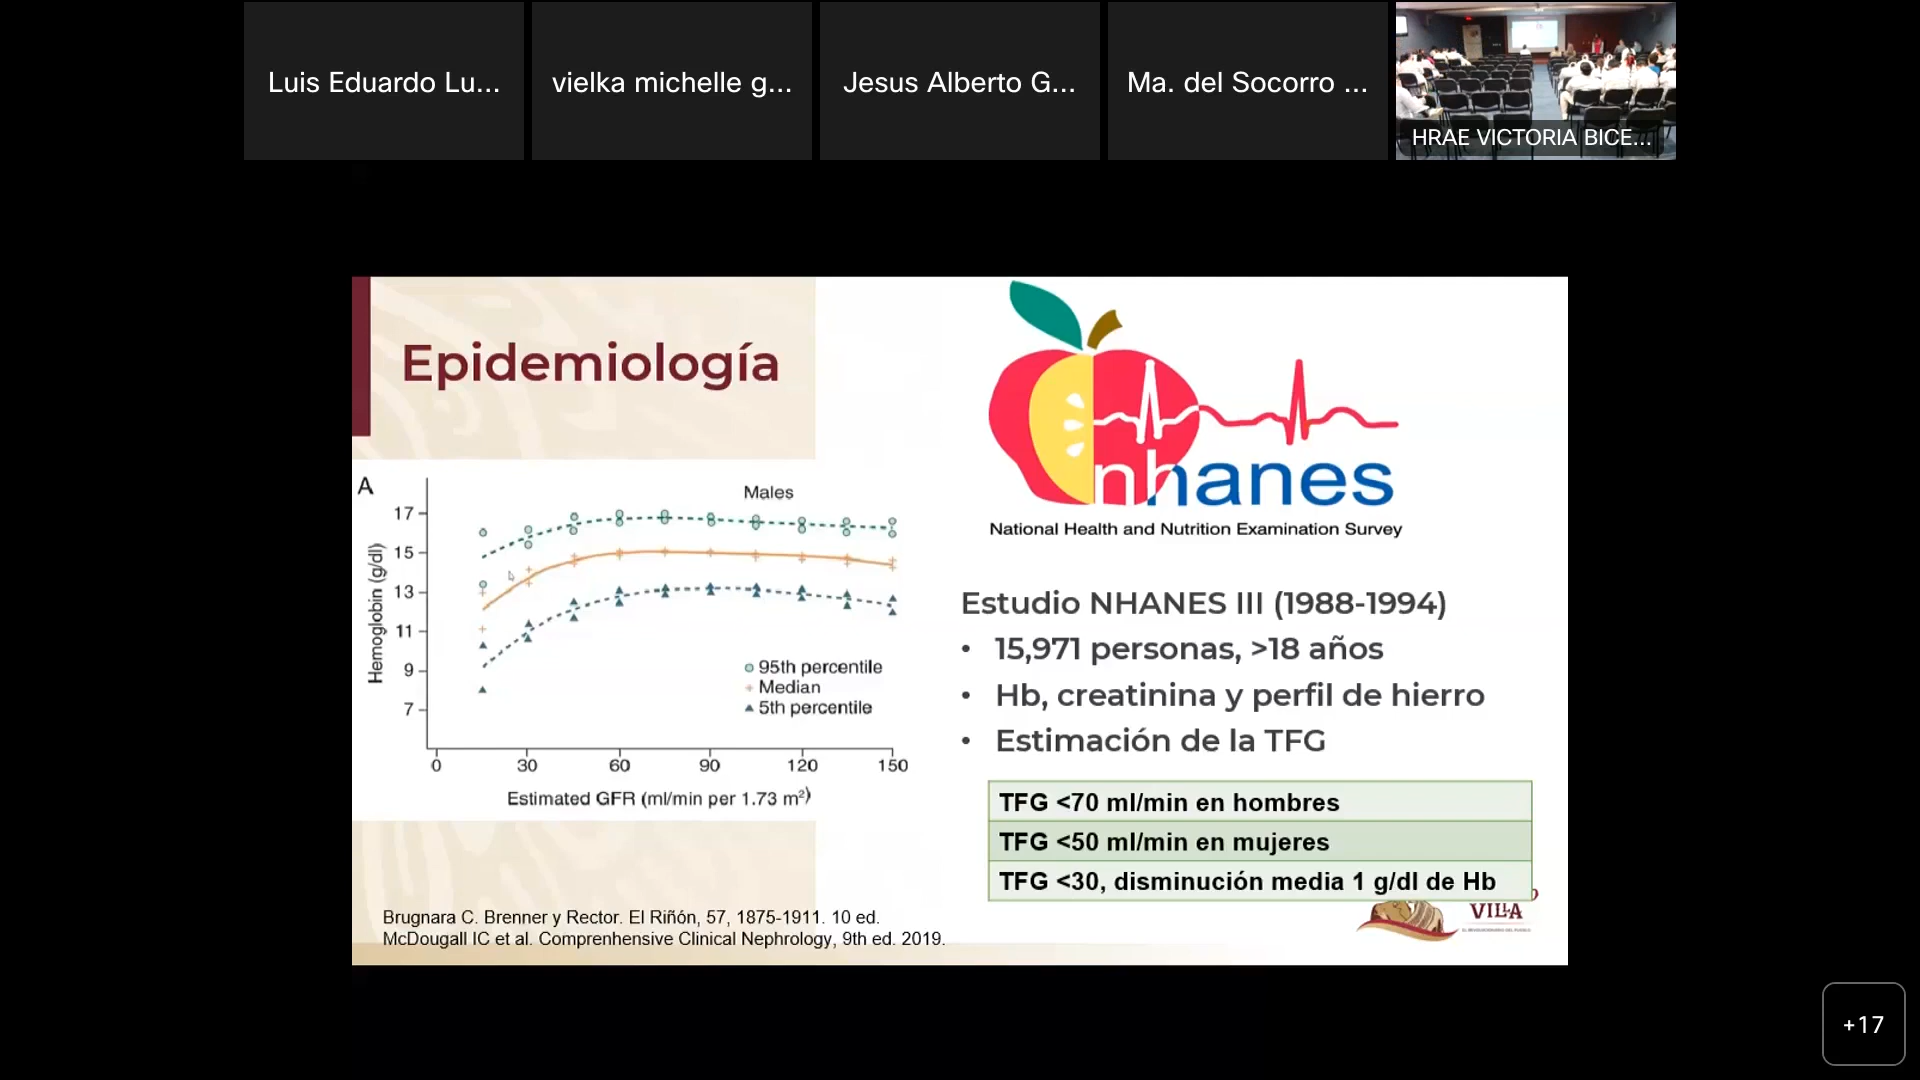 Luis Eduardo Lu...
vielka michelle g...
Jesus Alberto G...
Ma. del Socorro ...
HRAE VICTORIA BICE...
Epidemiología
nhanes
National Health and Nutrition Examination Survey
A
Males
Hemoglobin (g/dl)
17
15
13
11
9
7
95th percentile
Median
5th percentile
0 30 60 90 120 150
Estimated GFR (ml/min per 1.73 m²)
Estudio NHANES III (1988-1994)
• 15,971 personas, >18 años
• Hb, creatinina y perfil de hierro
• Estimación de la TFG
TFG <70 ml/min en hombres
TFG <50 ml/min en mujeres
TFG <30, disminución media 1 g/dl de Hb
VILLA
Brugnara C. Brenner y Rector. El Riñón, 57, 1875-1911. 10 ed.
McDougall IC et al. Comprenhensive Clinical Nephrology, 9th ed. 2019.
+17